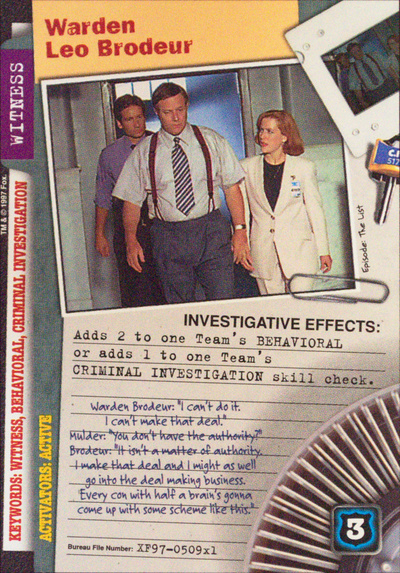 Warden
Leo Brodeur
WITNESS
TM & © 1997 Fox.
KEYWORDS: WITNESS, BEHAVIORAL, CRIMINAL INVESTIGATION
ACTIVATORS: ACTIVE
Episode: The List
INVESTIGATIVE EFFECTS:
Adds 2 to one Team's BEHAVIORAL
or adds 1 to one Team's
CRIMINAL INVESTIGATION skill check.
Warden Brodeur: "I can't do it.
I can't make that deal."
Mulder: "You don't have the authority?"
Brodeur: "It isn't a matter of authority.
I make that deal and I might as well
go into the deal making business.
Every con with half a brain's gonna
come up with some scheme like this."
Bureau File Number: XF97-0509x1
3